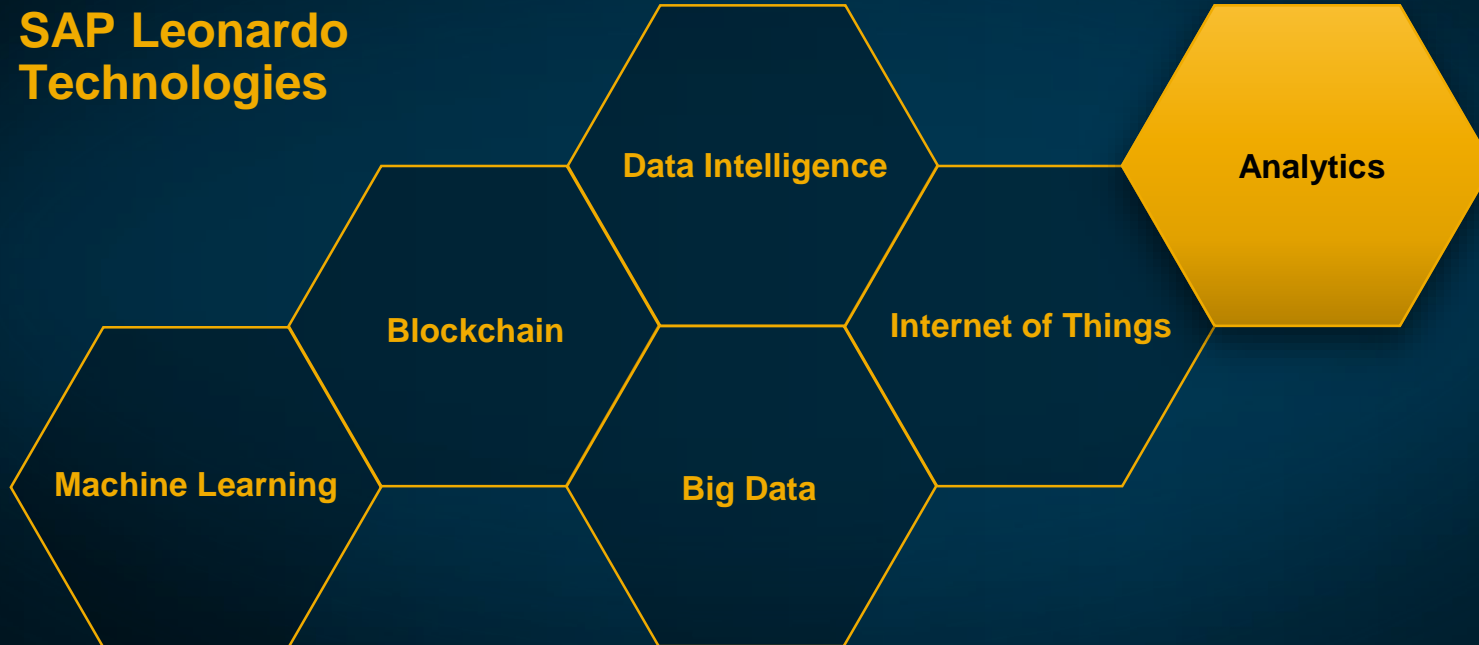 SAP Leonardo
Technologies
Data Intelligence
Analytics
Blockchain
Internet of Things
Machine Learning
Big Data